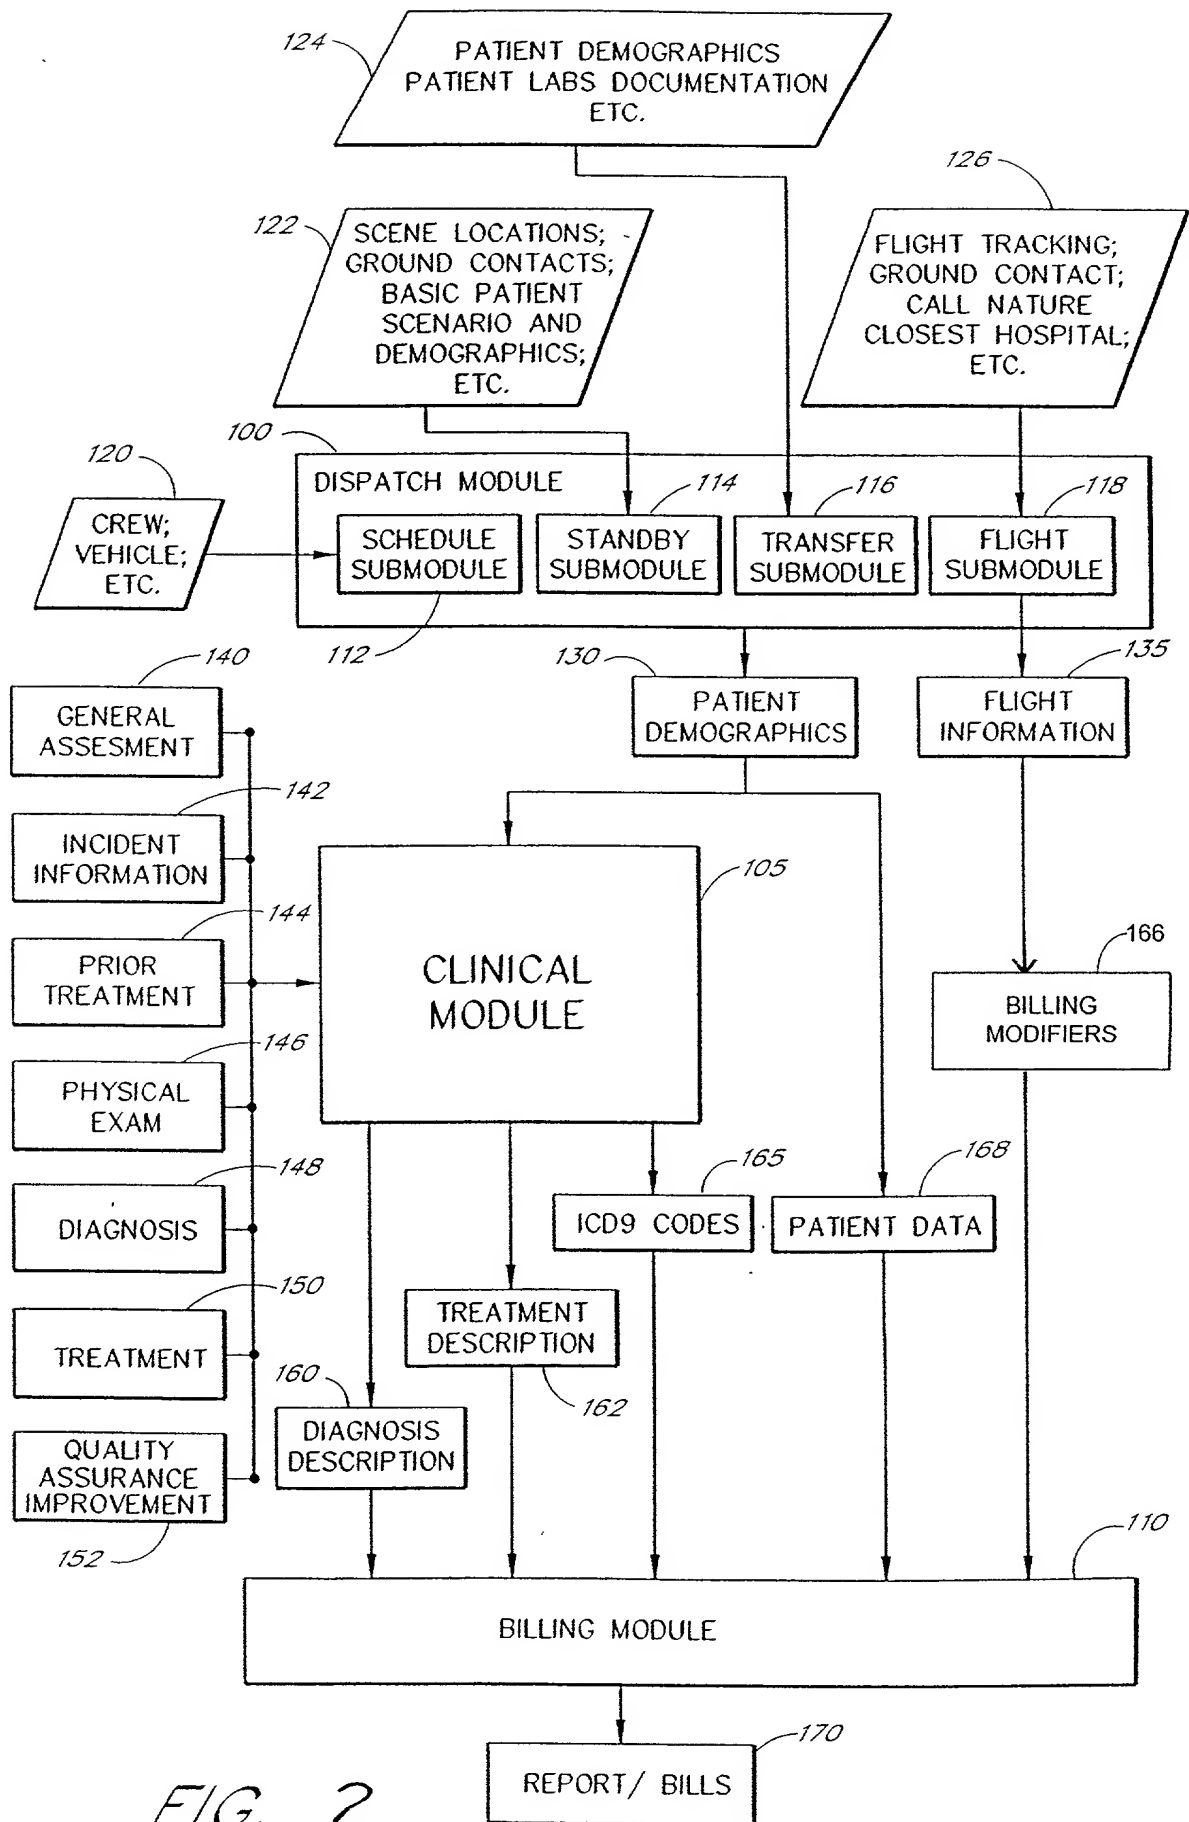 124
PATIENT DEMOGRAPHICS
PATIENT LABS DOCUMENTATION
ETC.
122
SCENE LOCATIONS;
GROUND CONTACTS;
BASIC PATIENT
SCENARIO AND
DEMOGRAPHICS;
ETC.
126
FLIGHT TRACKING;
GROUND CONTACT;
CALL NATURE
CLOSEST HOSPITAL;
ETC.
120
CREW;
VEHICLE;
ETC.
100
DISPATCH MODULE
SCHEDULE
SUBMODULE
112
114
STANDBY
SUBMODULE
116
TRANSFER
SUBMODULE
118
FLIGHT
SUBMODULE
130
PATIENT
DEMOGRAPHICS
135
FLIGHT
INFORMATION
140
GENERAL
ASSESMENT
142
INCIDENT
INFORMATION
144
PRIOR
TREATMENT
146
PHYSICAL
EXAM
148
DIAGNOSIS
150
TREATMENT
QUALITY
ASSURANCE
IMPROVEMENT
152
105
CLINICAL
MODULE
166
BILLING
MODIFIERS
165
ICD9 CODES
168
PATIENT DATA
TREATMENT
DESCRIPTION
162
160
DIAGNOSIS
DESCRIPTION
110
BILLING MODULE
170
REPORT/ BILLS
FIG. 2